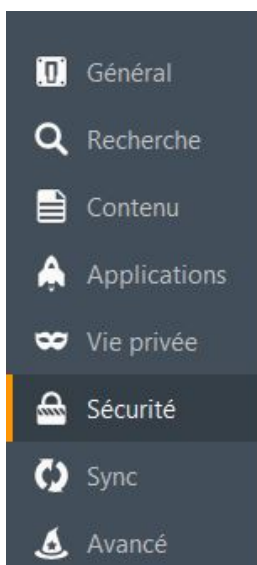 Général
Recherche
Contenu
Applications
Vie privée
Sécurité
Sync
Avancé